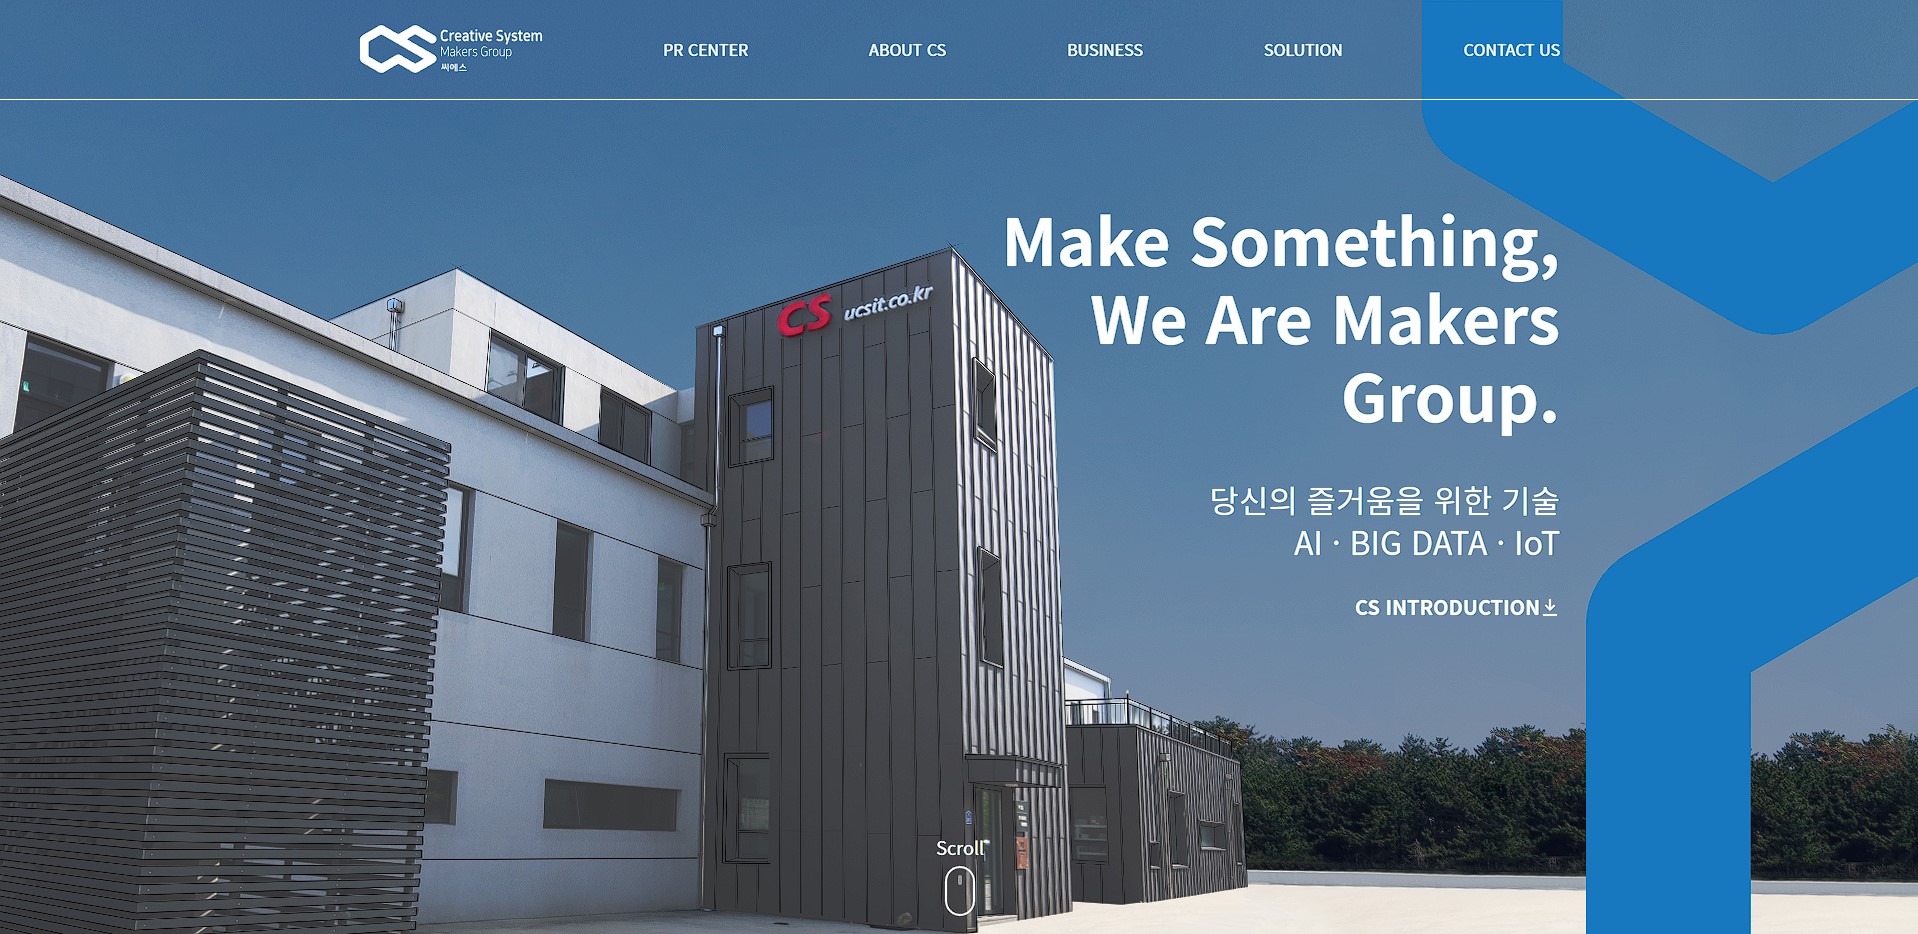 Creative System
Makers Group
씨에스
PR CENTER
ABOUT CS
BUSINESS
SOLUTION
CONTACT US
Make Something,
We Are Makers
Group.
당신의 즐거움을 위한 기술
AI · BIG DATA · IoT
CS INTRODUCTION
CS ucsit.co.kr
Scroll